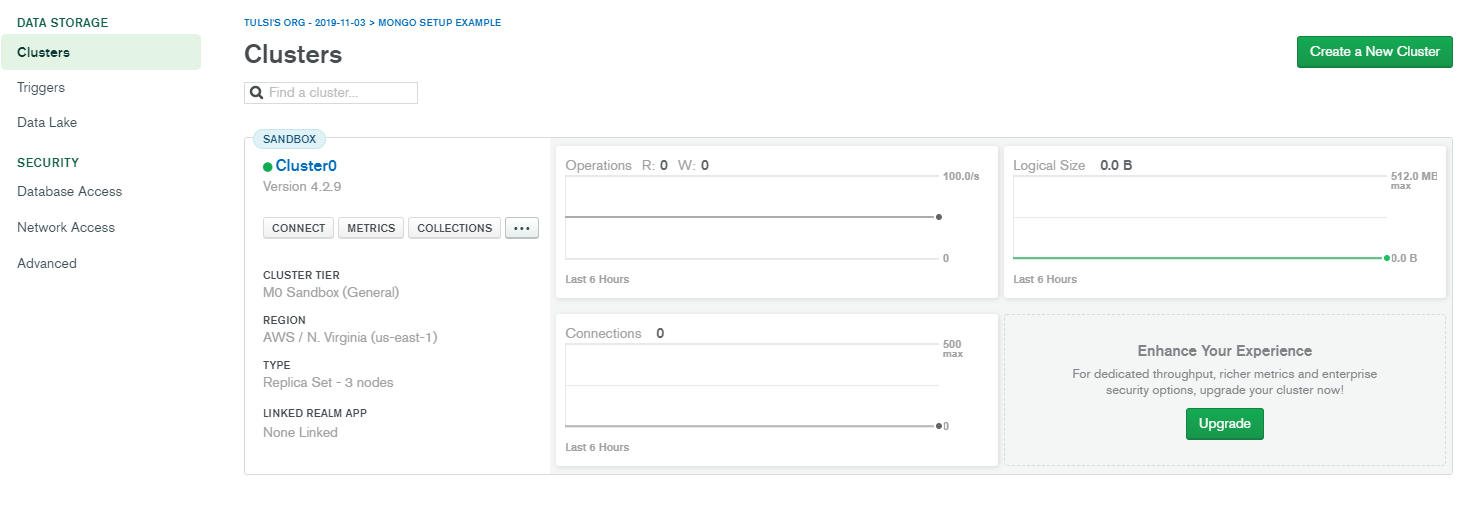 DATA STORAGE
Clusters
Triggers
Data Lake
SECURITY
Database Access
Network Access
Advanced
TULSI'S ORG - 2019-11-03 > MONGO SETUP EXAMPLE
Clusters
Create a New Cluster
Find a cluster...
SANDBOX
Cluster0
Version 4.2.9
CONNECT METRICS COLLECTIONS ...
CLUSTER TIER
M0 Sandbox (General)
REGION
AWS / N. Virginia (us-east-1)
TYPE
Replica Set - 3 nodes
LINKED REALM APP
None Linked
Operations R: 0 W: 0
100.0/s
0
Last 6 Hours
Logical Size 0.0 B
512.0 MB
max
0.0 B
Last 6 Hours
Connections 0
500
max
0
Last 6 Hours
Enhance Your Experience
For dedicated throughput, richer metrics and enterprise
security options, upgrade your cluster now!
Upgrade